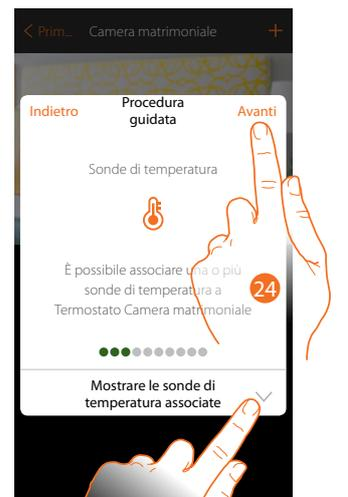 < Prim... Camera matrimoniale +
Indietro Procedura guidata Avanti
Sonde di temperatura
È possibile associare una o più
sonde di temperatura a
Termostato Camera matrimoniale
24
Mostrare le sonde di
temperatura associate